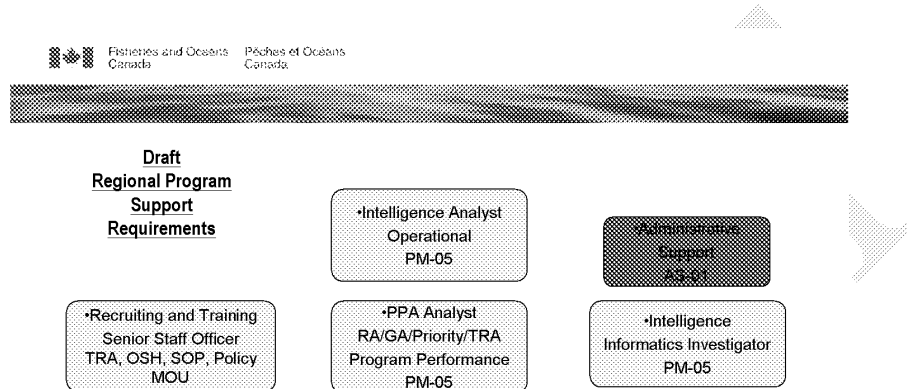 Fisheries and Oceans
Canada
Pêches et Océans
Canada
Draft
Regional Program
Support
Requirements
•Intelligence Analyst
Operational
PM-05
•Administrative
Support
AS-01
•Recruiting and Training
Senior Staff Officer
TRA, OSH, SOP, Policy
MOU
•PPA Analyst
RA/GA/Priority/TRA
Program Performance
PM-05
•Intelligence
Informatics Investigator
PM-05